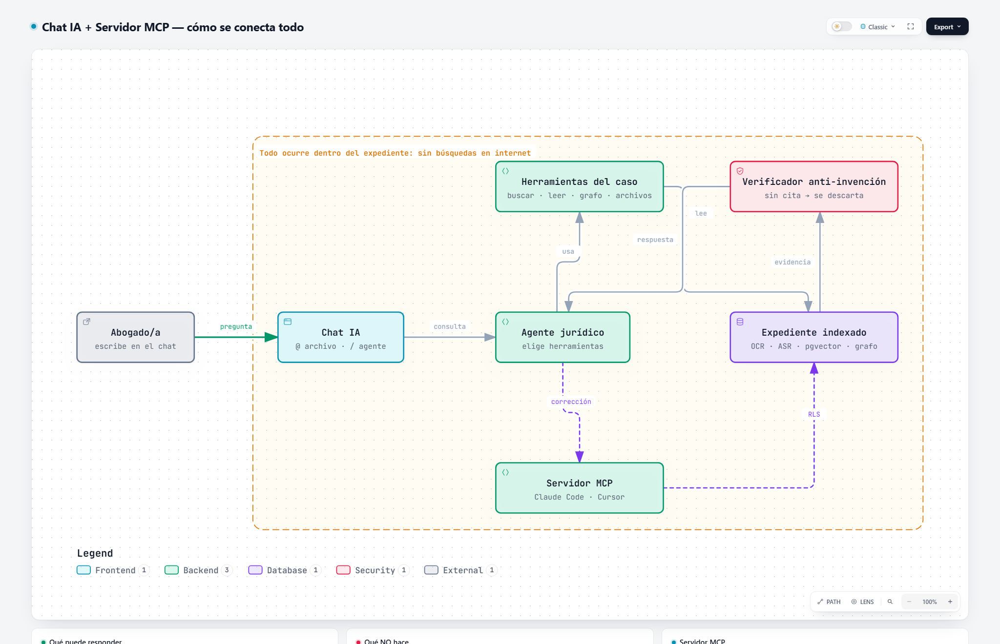 Chat IA + Servidor MCP — cómo se conecta todo
Classic
Export
Todo ocurre dentro del expediente: sin búsquedas en internet
Herramientas del caso
buscar · leer · grafo · archivos
Verificador anti-invención
sin cita → se descarta
lee
respuesta
usa
evidencia
Abogado/a
escribe en el chat
pregunta
Chat IA
@ archivo · / agente
consulta
Agente jurídico
elige herramientas
Expediente indexado
OCR · ASR · pgvector · grafo
corrección
RLS
Servidor MCP
Claude Code · Cursor
Legend
Frontend 1
Backend 3
Database 1
Security 1
External 1
PATH
LENS
− 100% +
Qué puede responder
Qué NO hace
Servidor MCP